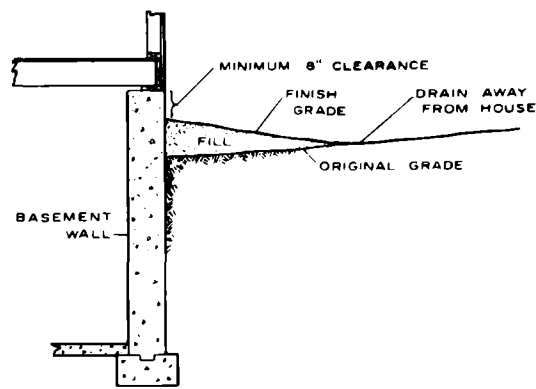 MINIMUM 8" CLEARANCE
FINISH
GRADE
DRAIN AWAY
FROM HOUSE
FILL
ORIGINAL GRADE
BASEMENT
WALL